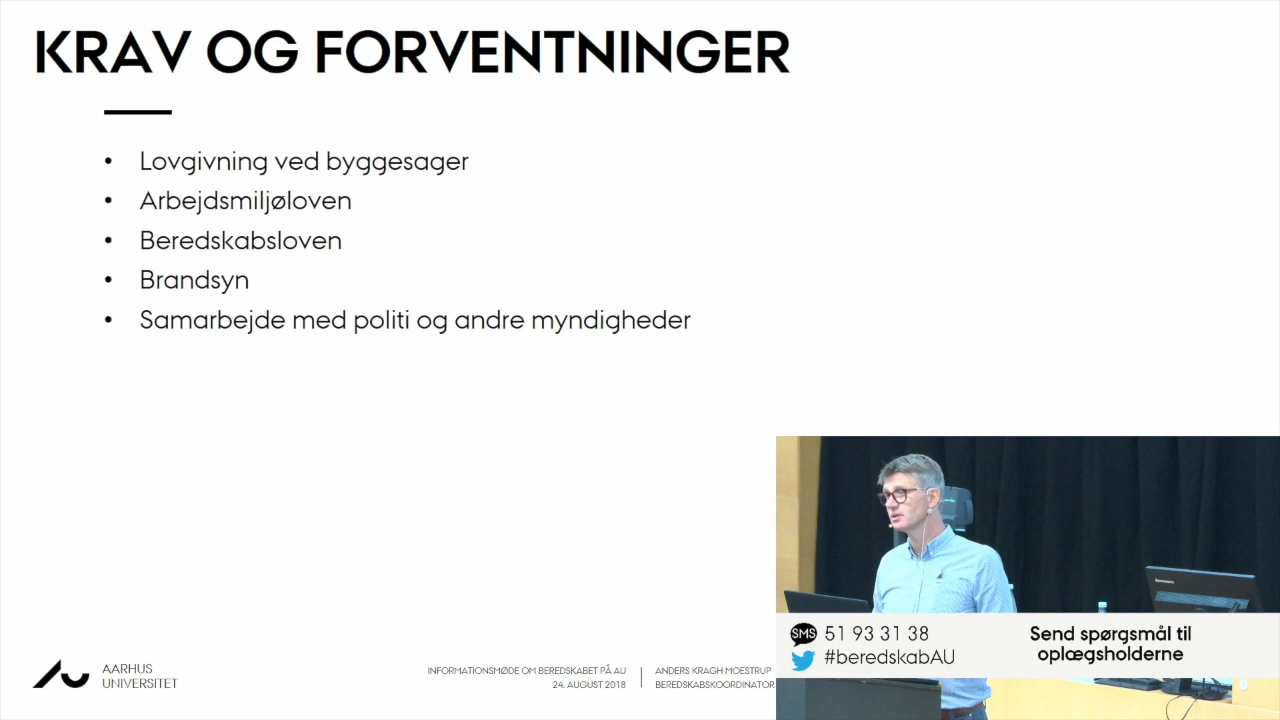 KRAV OG FORVENTNINGER
• Lovgivning ved byggesager
• Arbejdsmiljøloven
• Beredskabsloven
• Brandsyn
• Samarbejde med politi og andre myndigheder
lenovo
SMS 51 93 31 38
#beredskabAU
Send spørgsmål til
oplægsholderne
AARHUS
UNIVERSITET
INFORMATIONSMØDE OM BEREDSKABET PÅ AU
24. AUGUST 2018
ANDERS KRAGH MOESTRUP
BEREDSKABSKOORDINATOR